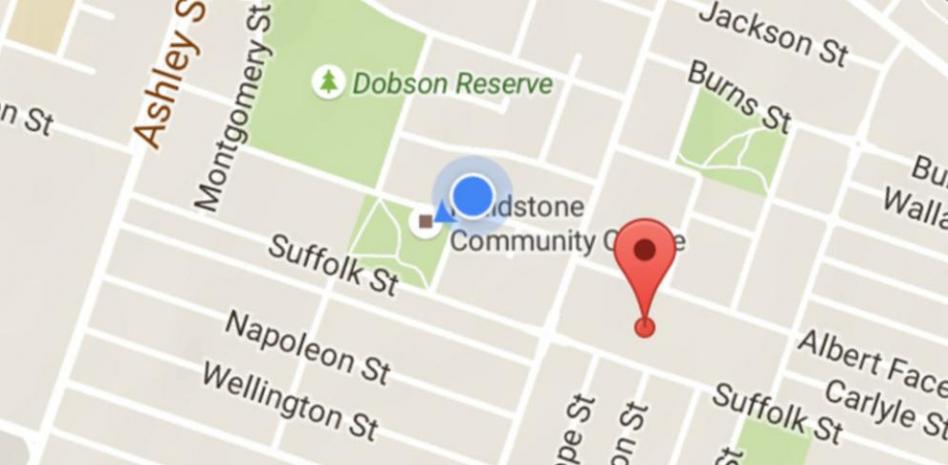 Jackson St
Burns St
Ashley S
Montgomery St
Dobson Reserve
n St
Bu
Walla
dstone
Community C e
Suffolk St
Napoleon St
Wellington St
Albert Face
Carlyle St
Suffolk St
pe St
on St
st